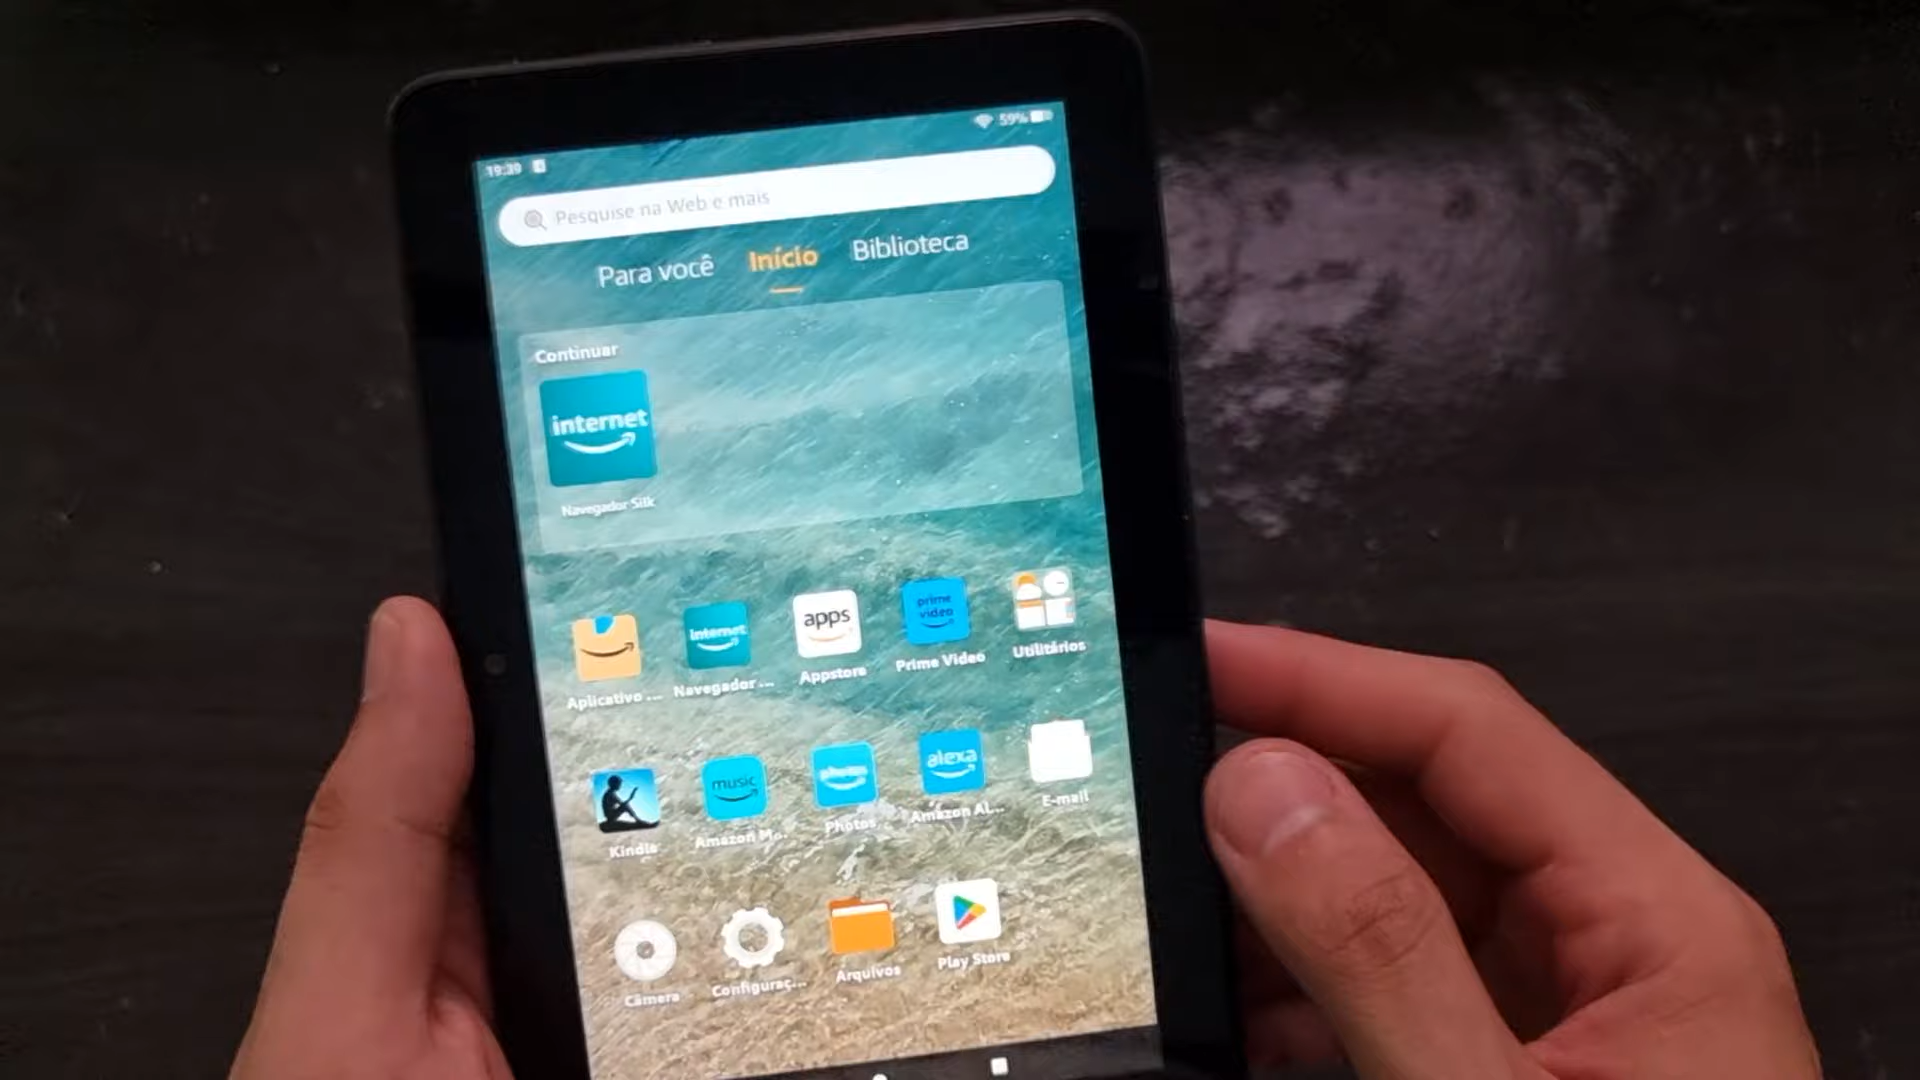 19:39
59%
Pesquise na Web e mais
Para você Início Biblioteca
Continuar
internet
Navegador Silk
internet apps prime video
Aplicativo ... Navegador ... Appstore Prime Video Utilitários
music alexa
Kindle Amazon M... Photos Amazon Al... E-mail
Câmera Configuraç... Arquivos Play Store